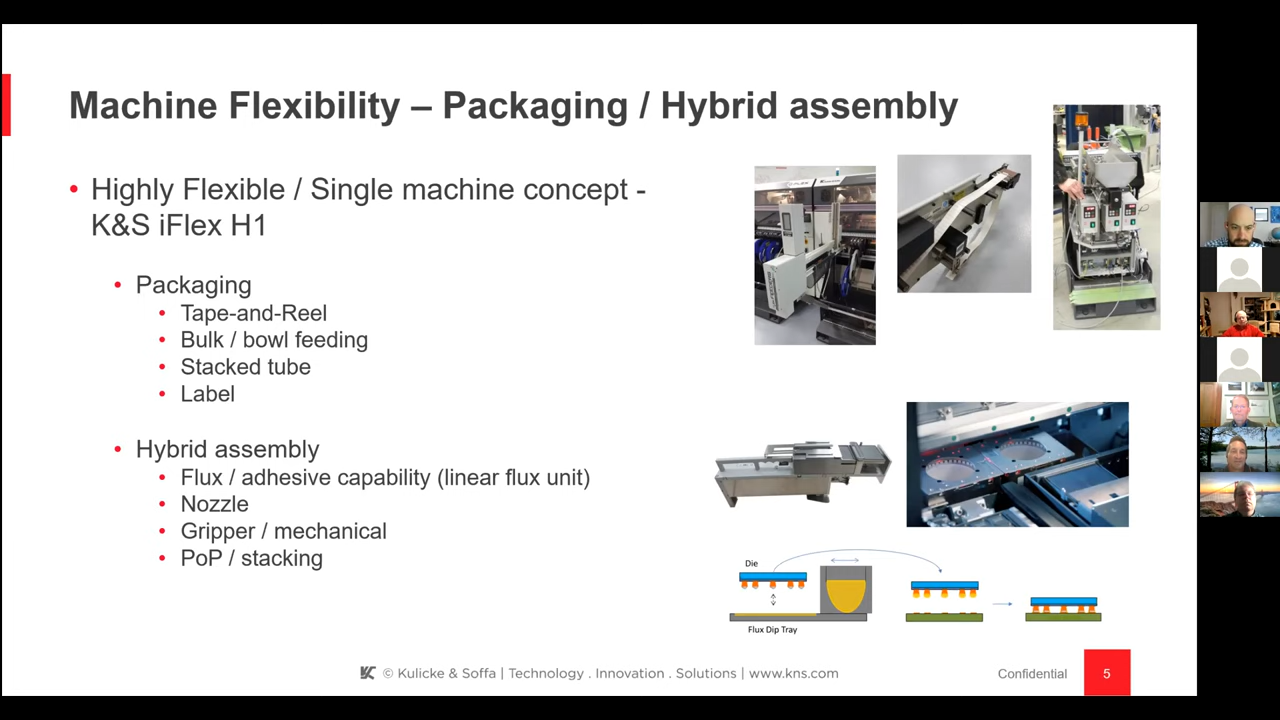 Machine Flexibility – Packaging / Hybrid assembly
• Highly Flexible / Single machine concept -
K&S iFlex H1
• Packaging
• Tape-and-Reel
• Bulk / bowl feeding
• Stacked tube
• Label
• Hybrid assembly
• Flux / adhesive capability (linear flux unit)
• Nozzle
• Gripper / mechanical
• PoP / stacking
Die
Flux Dip Tray
© Kulicke & Soffa | Technology . Innovation . Solutions | www.kns.com
Confidential
5